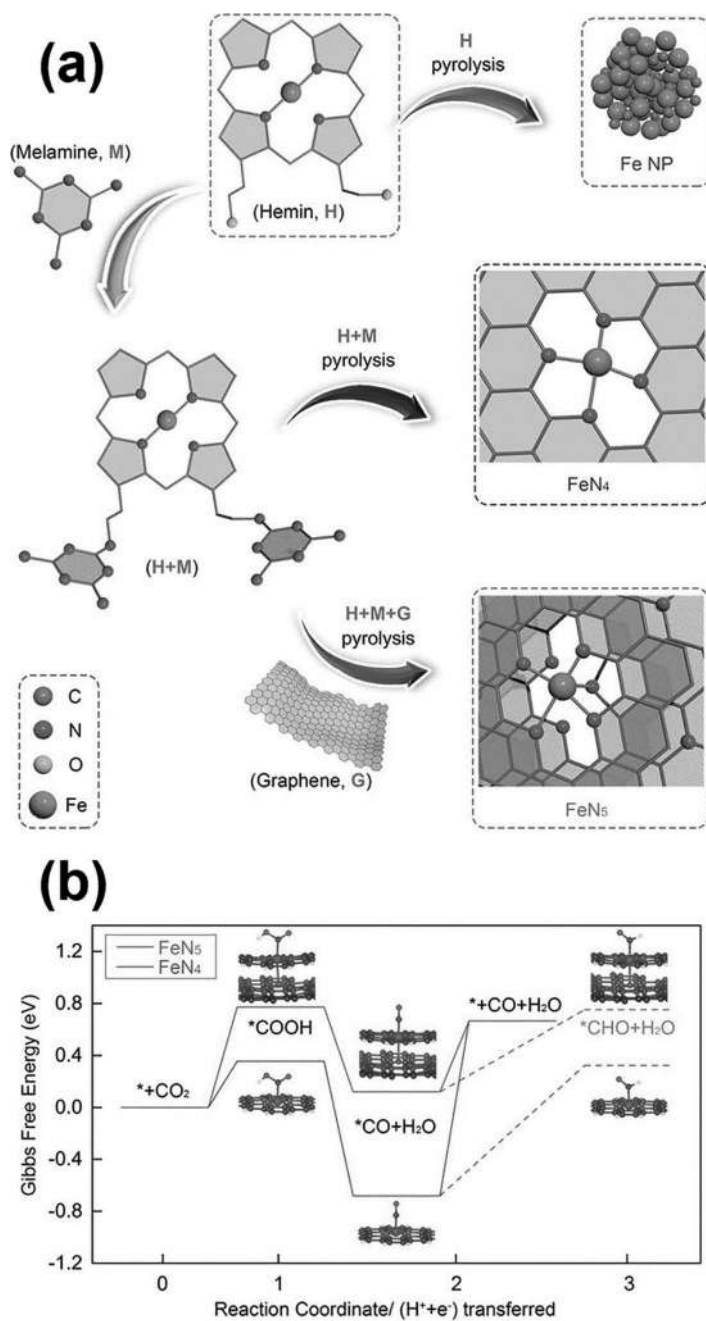 (a)
H
pyrolysis
Fe NP
(Melamine, M)
(Hemin, H)
H+M
pyrolysis
FeN₄
(H+M)
H+M+G
pyrolysis
(Graphene, G)
FeN₅
C
N
O
Fe
(b)
Gibbs Free Energy (eV)
1.2
0.8
0.4
0.0
-0.4
-0.8
-1.2
FeN₅
FeN₄
*+CO₂
*COOH
*CO+H₂O
*+CO+H₂O
*CHO+H₂O
0
1
2
3
Reaction Coordinate/ (H⁺+e⁻) transferred